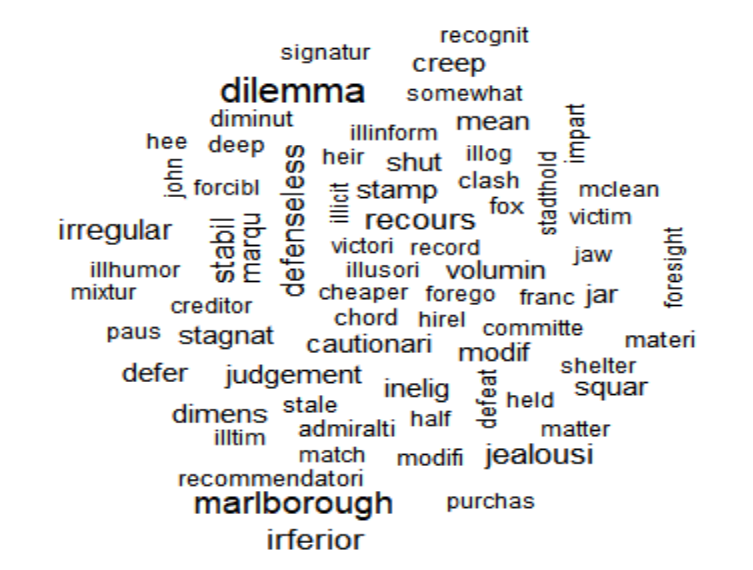 recognit
signatur
creep
dilemma
somewhat
diminut
mean
impart
illinform
hee
deep
heir
shut
illog
john
forcibl
defenseless
illicit
stamp
clash
stadthold
mclean
recours
fox
victim
irregular
stabil
marqu
victori
record
jaw
foresight
illhumor
illusori
volumin
mixtur
creditor
cheaper
forego
franc
jar
chord
hirel
committe
paus
stagnat
cautionari
modif
materi
defer
judgement
inelig
defeat
shelter
held
squar
dimens
stale
half
illtim
admiralti
matter
match
modifi
jealousi
recommendatori
marlborough
purchas
irferior